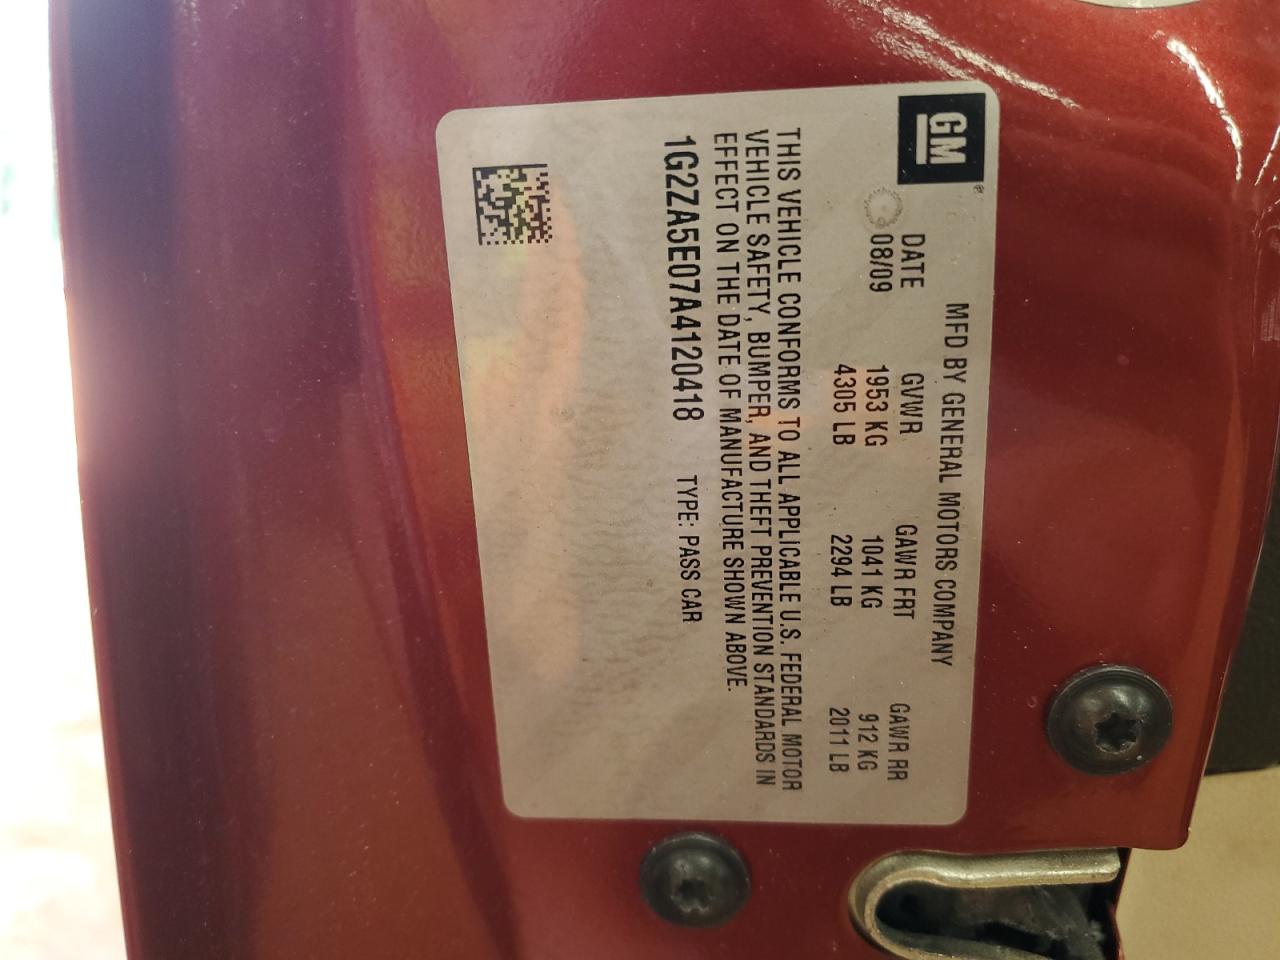 GM
MFD BY GENERAL MOTORS COMPANY
DATE GVWR GAWR FRT GAWR RR
08/09 1953 KG 1041 KG 912 KG
4305 LB 2294 LB 2011 LB
THIS VEHICLE CONFORMS TO ALL APPLICABLE U.S. FEDERAL MOTOR
VEHICLE SAFETY, BUMPER, AND THEFT PREVENTION STANDARDS IN
EFFECT ON THE DATE OF MANUFACTURE SHOWN ABOVE.
1G2ZA5E07A4120418 TYPE: PASS CAR